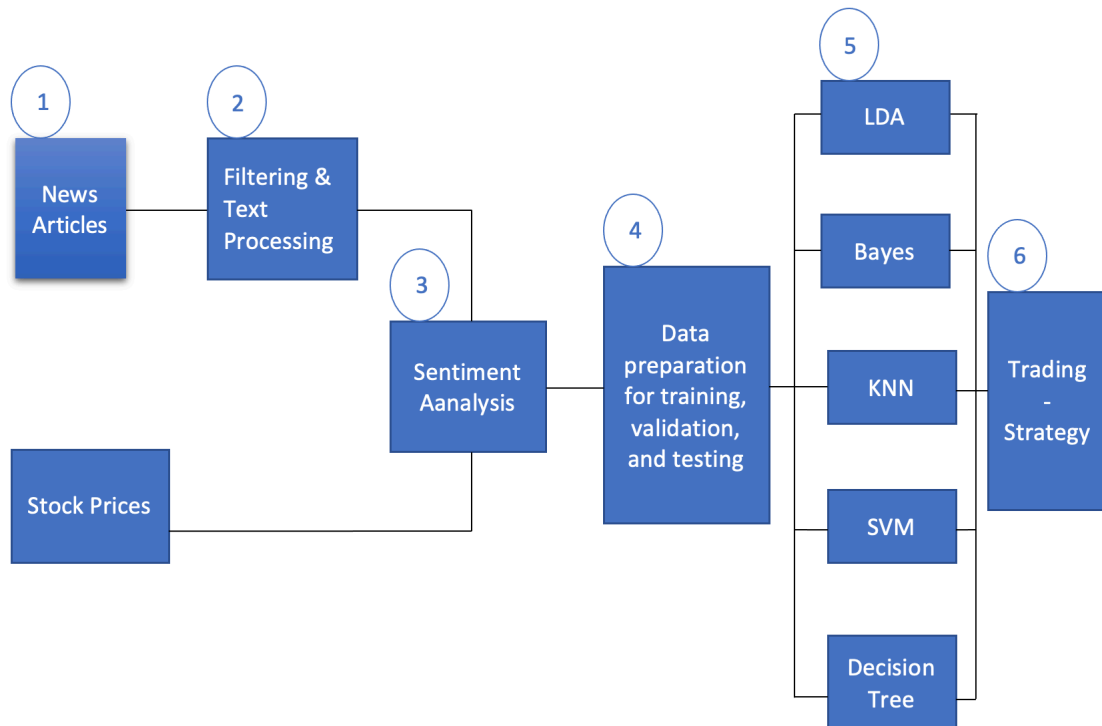 1
News
Articles
2
Filtering &
Text
Processing
Stock Prices
3
Sentiment
Aanalysis
4
Data
preparation
for training,
validation,
and testing
5
LDA
Bayes
KNN
SVM
Decision
Tree
6
Trading
-
Strategy